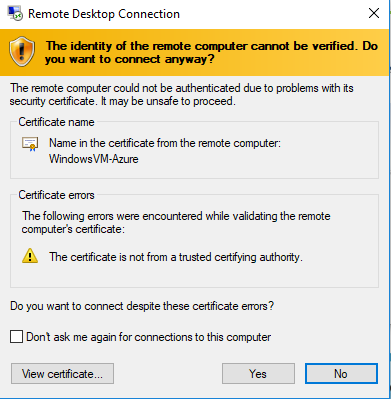 Remote Desktop Connection
The identity of the remote computer cannot be verified. Do
you want to connect anyway?
The remote computer could not be authenticated due to problems with its
security certificate. It may be unsafe to proceed.
Certificate name
Name in the certificate from the remote computer:
WindowsVM-Azure
Certificate errors
The following errors were encountered while validating the remote
computer's certificate:
The certificate is not from a trusted certifying authority.
Do you want to connect despite these certificate errors?
Don't ask me again for connections to this computer
View certificate... Yes No